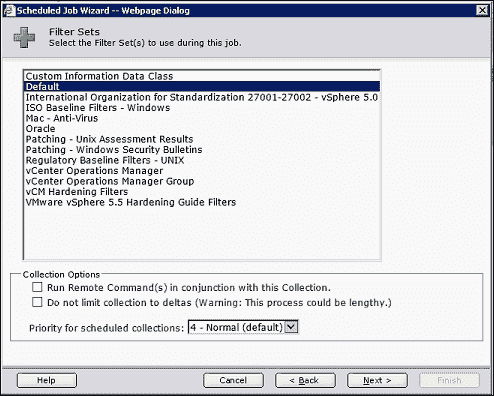 Scheduled Job Wizard -- Webpage Dialog
Filter Sets
Select the Filter Set(s) to use during this job.
Custom Information Data Class
Default
International Organization for Standardization 27001-27002 - vSphere 5.0
ISO Baseline Filters - Windows
Mac - Anti-Virus
Oracle
Patching - Unix Assessment Results
Patching - Windows Security Bulletins
Regulatory Baseline Filters - UNIX
vCenter Operations Manager
vCenter Operations Manager Group
vCM Hardening Filters
VMware vSphere 5.5 Hardening Guide Filters
Collection Options
Run Remote Command(s) in conjunction with this Collection.
Do not limit collection to deltas (Warning: This process could be lengthy.)
Priority for scheduled collections: 4 - Normal (default)
Help Cancel < Back Next > Finish